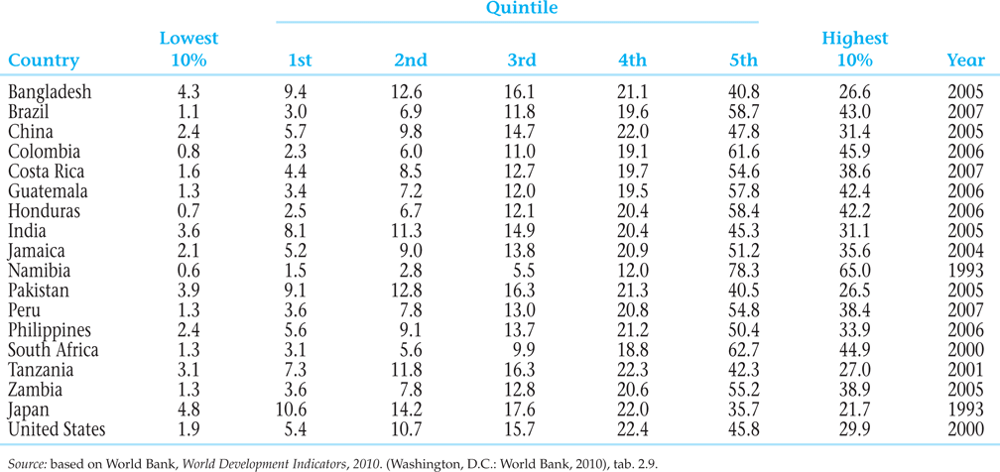 Quintile
Lowest Highest
Country 10% 1st 2nd 3rd 4th 5th 10% Year
Bangladesh 4.3 9.4 12.6 16.1 21.1 40.8 26.6 2005
Brazil 1.1 3.0 6.9 11.8 19.6 58.7 43.0 2007
China 2.4 5.7 9.8 14.7 22.0 47.8 31.4 2005
Colombia 0.8 2.3 6.0 11.0 19.1 61.6 45.9 2006
Costa Rica 1.6 4.4 8.5 12.7 19.7 54.6 38.6 2007
Guatemala 1.3 3.4 7.2 12.0 19.5 57.8 42.4 2006
Honduras 0.7 2.5 6.7 12.1 20.4 58.4 42.2 2006
India 3.6 8.1 11.3 14.9 20.4 45.3 31.1 2005
Jamaica 2.1 5.2 9.0 13.8 20.9 51.2 35.6 2004
Namibia 0.6 1.5 2.8 5.5 12.0 78.3 65.0 1993
Pakistan 3.9 9.1 12.8 16.3 21.3 40.5 26.5 2005
Peru 1.3 3.6 7.8 13.0 20.8 54.8 38.4 2007
Philippines 2.4 5.6 9.1 13.7 21.2 50.4 33.9 2006
South Africa 1.3 3.1 5.6 9.9 18.8 62.7 44.9 2000
Tanzania 3.1 7.3 11.8 16.3 22.3 42.3 27.0 2001
Zambia 1.3 3.6 7.8 12.8 20.6 55.2 38.9 2005
Japan 4.8 10.6 14.2 17.6 22.0 35.7 21.7 1993
United States 1.9 5.4 10.7 15.7 22.4 45.8 29.9 2000
Source: based on World Bank, World Development Indicators, 2010. (Washington, D.C.: World Bank, 2010), tab. 2.9.